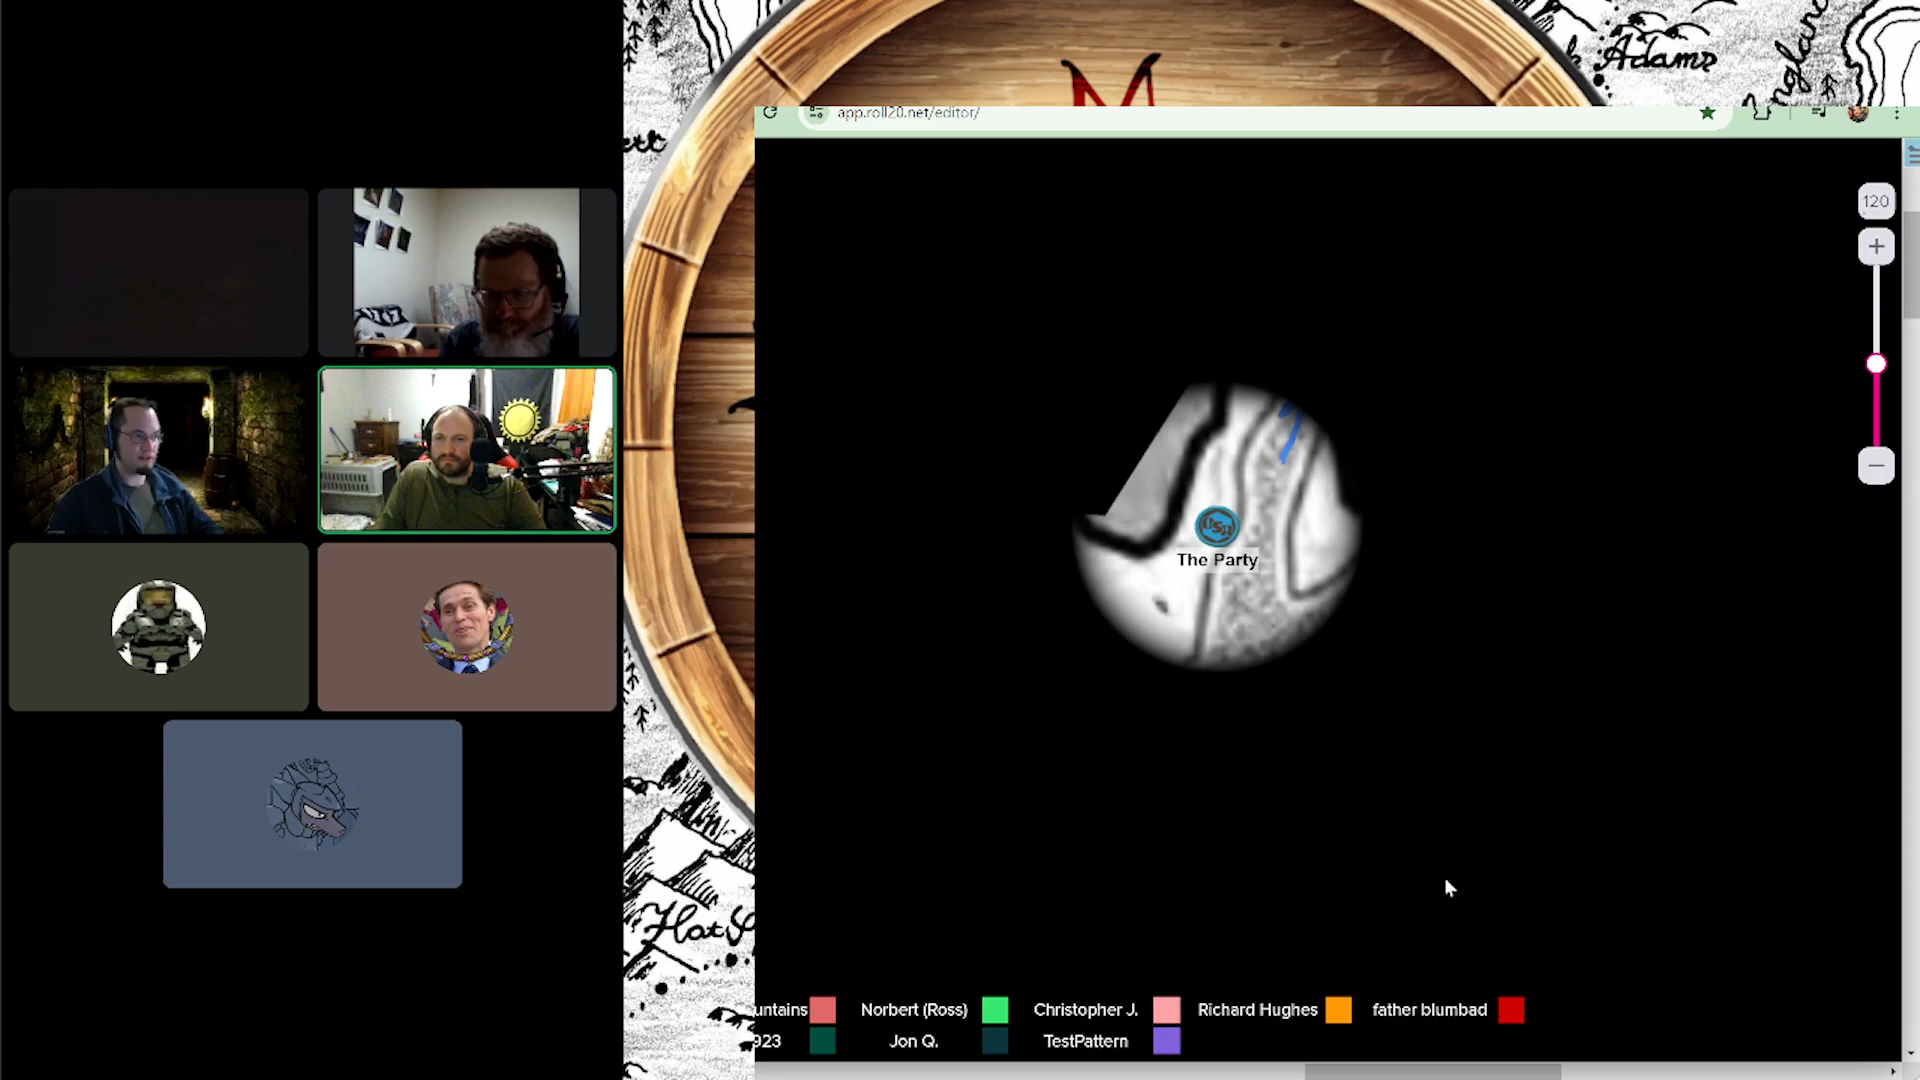 Adams
M
app.roll20.net/editor/
120
The Party
Hot
untains
Norbert (Ross)
Christopher J.
Richard Hughes
father blumbad
923
Jon Q.
TestPattern